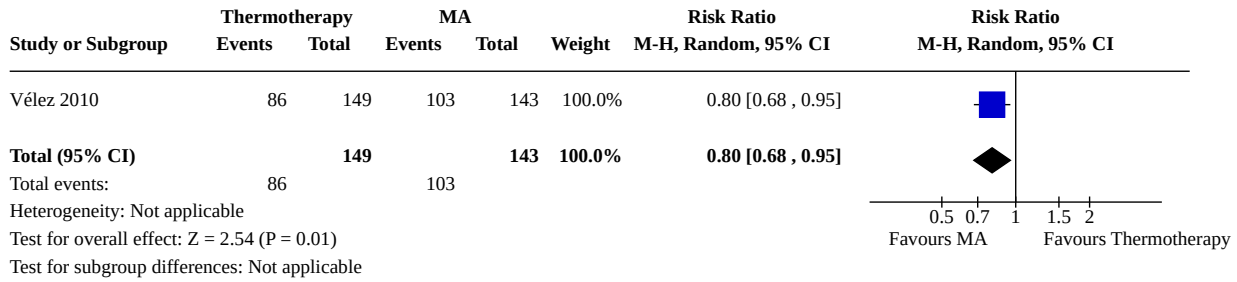 Thermotherapy MA Risk Ratio Risk Ratio
Study or Subgroup Events Total Events Total Weight M-H, Random, 95% CI M-H, Random, 95% CI
Vélez 2010 86 149 103 143 100.0% 0.80 [0.68 , 0.95]
Total (95% CI) 149 143 100.0% 0.80 [0.68 , 0.95]
Total events: 86 103
Heterogeneity: Not applicable
0.5 0.7 1 1.5 2
Test for overall effect: Z = 2.54 (P = 0.01) Favours MA Favours Thermotherapy
Test for subgroup differences: Not applicable